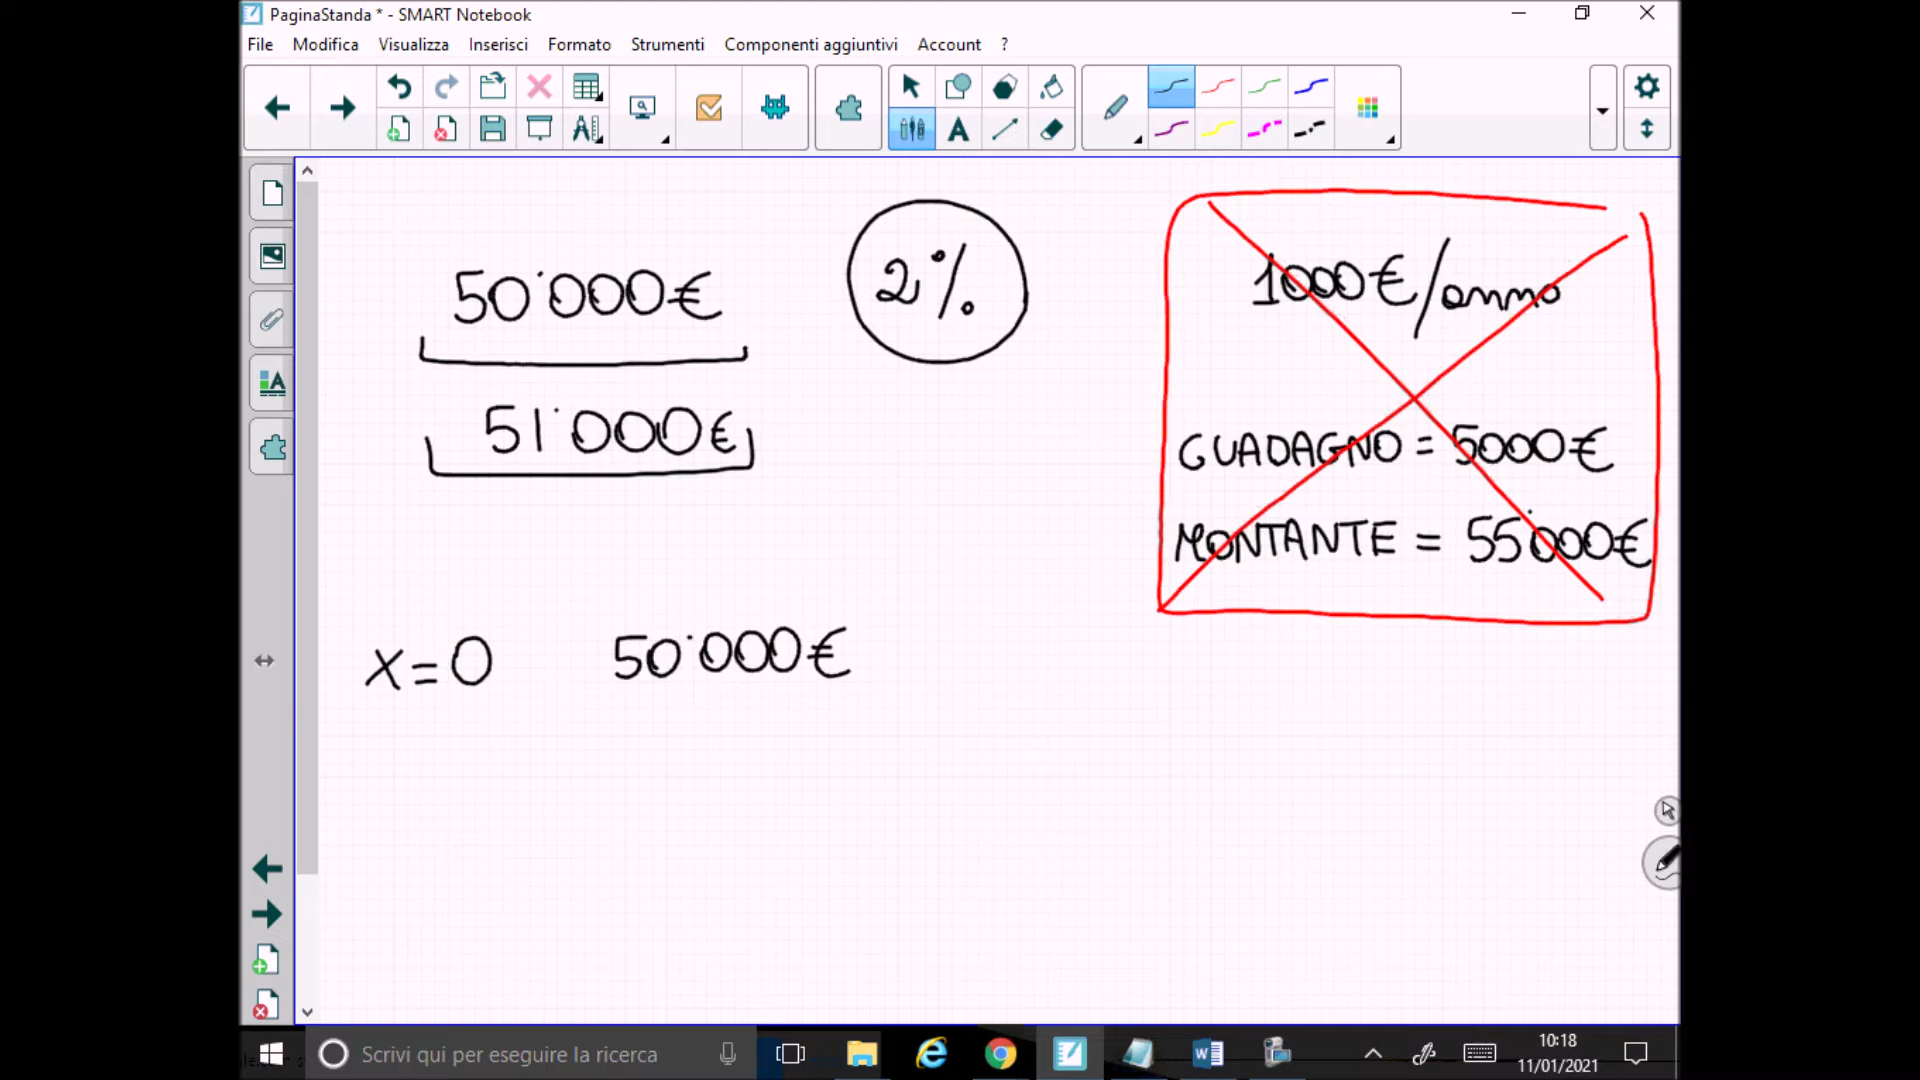 PaginaStanda * - SMART Notebook
File Modifica Visualizza Inserisci Formato Strumenti Componenti aggiuntivi Account ?
50'000€
2%
1000€/anno
51'000€
GUADAGNO = 5000€
MONTANTE = 55'000€
x=0 50'000€
Scrivi qui per eseguire la ricerca
10:18
11/01/2021